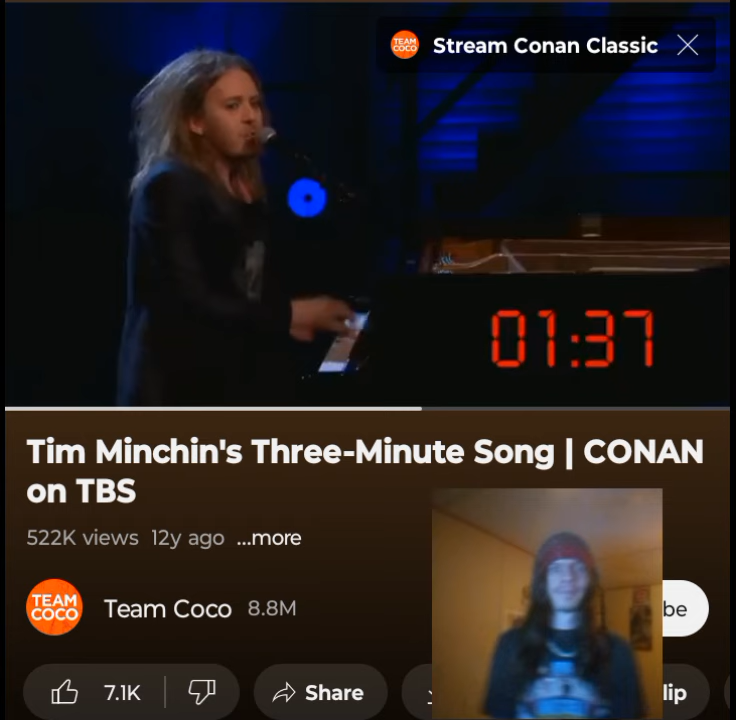 TEAM
COCO
Stream Conan Classic
01:37
Tim Minchin's Three-Minute Song | CONAN
on TBS
522K views 12y ago ...more
TEAM
COCO
Team Coco 8.8M
be
7.1K
Share
lip